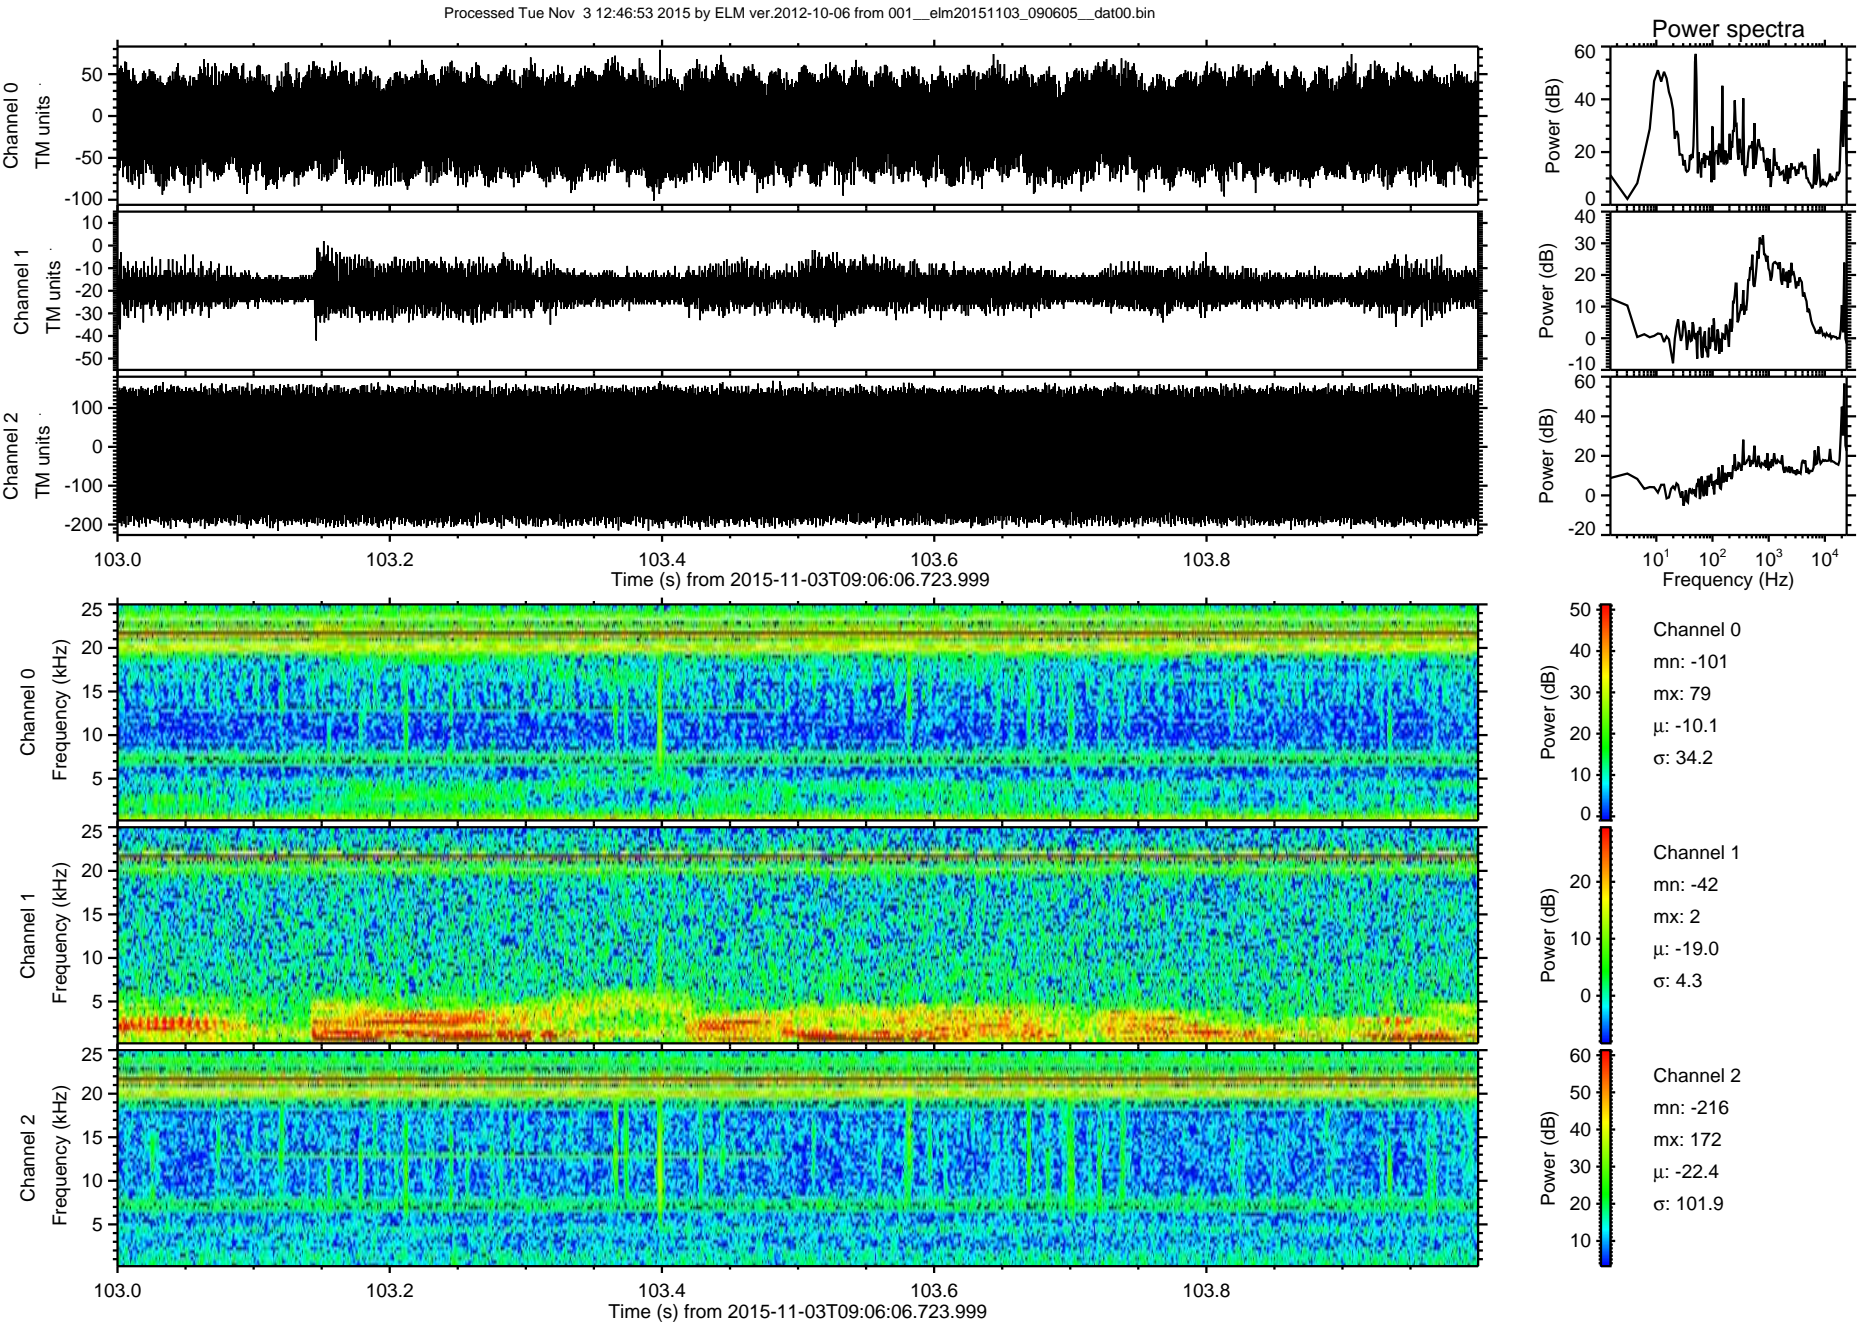 Processed Tue Nov  3 12:46:53 2015 by ELM ver.2012-10-06 from 001__elm20151103_090605__dat00.bin
Power spectra
Channel 0
TM units
50
0
-50
-100
Power (dB)
60
40
20
0
Channel 1
TM units
10
0
-10
-20
-30
-40
-50
Power (dB)
40
30
20
10
0
-10
Channel 2
TM units
100
0
-100
-200
Power (dB)
60
40
20
0
-20
103.0 103.2 103.4 103.6 103.8
Time (s) from 2015-11-03T09:06:06.723.999
10¹ 10² 10³ 10⁴
Frequency (Hz)
Channel 0
Frequency (kHz)
25
20
15
10
5
Power (dB)
50
40
30
20
10
0
Channel 0
mn: -101
mx: 79
µ: -10.1
σ: 34.2
Channel 1
Frequency (kHz)
25
20
15
10
5
Power (dB)
20
10
0
Channel 1
mn: -42
mx: 2
µ: -19.0
σ: 4.3
Channel 2
Frequency (kHz)
25
20
15
10
5
Power (dB)
60
50
40
30
20
10
Channel 2
mn: -216
mx: 172
µ: -22.4
σ: 101.9
103.0 103.2 103.4 103.6 103.8
Time (s) from 2015-11-03T09:06:06.723.999